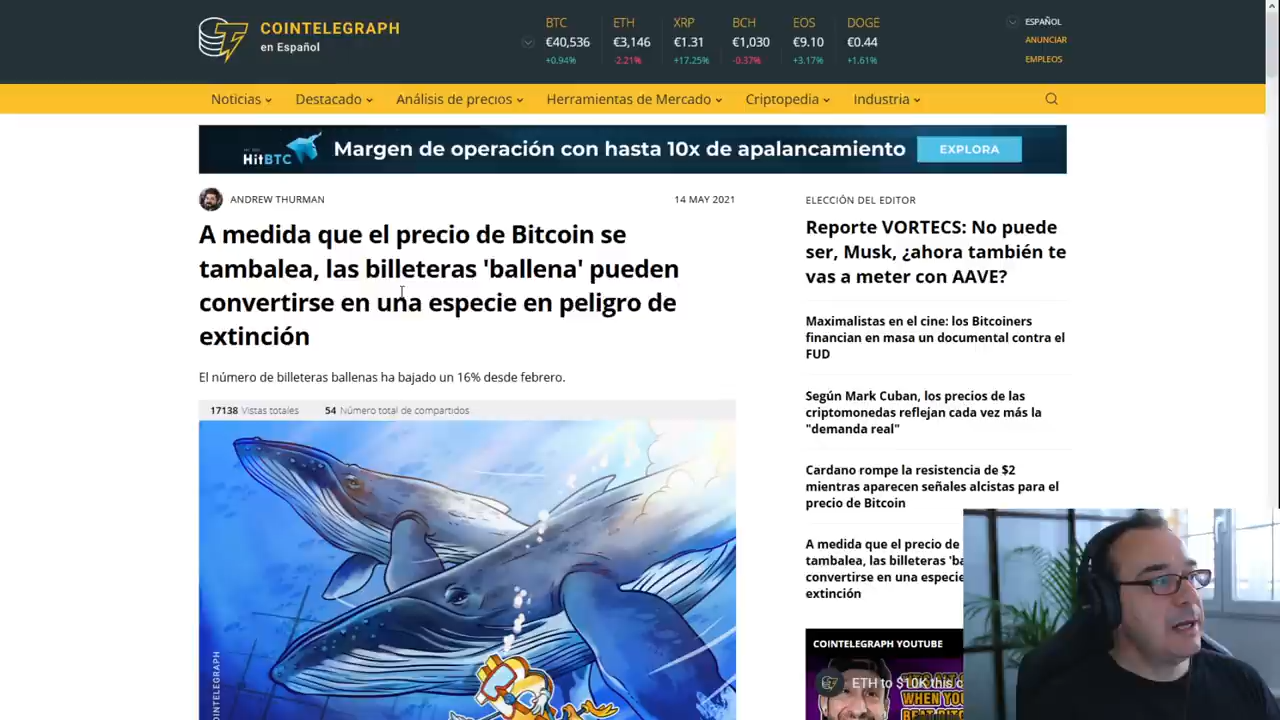 COINTELEGRAPH
en Español
BTC ETH XRP BCH EOS DOGE
€40,536 €3,146 €1.31 €1,030 €9.10 €0.44
+0.94% -2.21% +17.25% -0.37% +3.17% +1.61%
ESPAÑOL
ANUNCIAR
EMPLEOS
Noticias Destacado Análisis de precios Herramientas de Mercado Criptopedia Industria
HitBTC Margen de operación con hasta 10x de apalancamiento EXPLORA
ANDREW THURMAN 14 MAY 2021
A medida que el precio de Bitcoin se
tambalea, las billeteras 'ballena' pueden
convertirse en una especie en peligro de
extinción
El número de billeteras ballenas ha bajado un 16% desde febrero.
17138 Vistas totales 54 Número total de compartidos
COINTELEGRAPH
ELECCIÓN DEL EDITOR
Reporte VORTECS: No puede
ser, Musk, ¿ahora también te
vas a meter con AAVE?
Maximalistas en el cine: los Bitcoiners
financian en masa un documental contra el
FUD
Según Mark Cuban, los precios de las
criptomonedas reflejan cada vez más la
"demanda real"
Cardano rompe la resistencia de $2
mientras aparecen señales alcistas para el
precio de Bitcoin
A medida que el precio de
tambalea, las billeteras 'ba
convertirse en una especie
extinción
COINTELEGRAPH YOUTUBE
ETH to $10K this
WHEN YOU